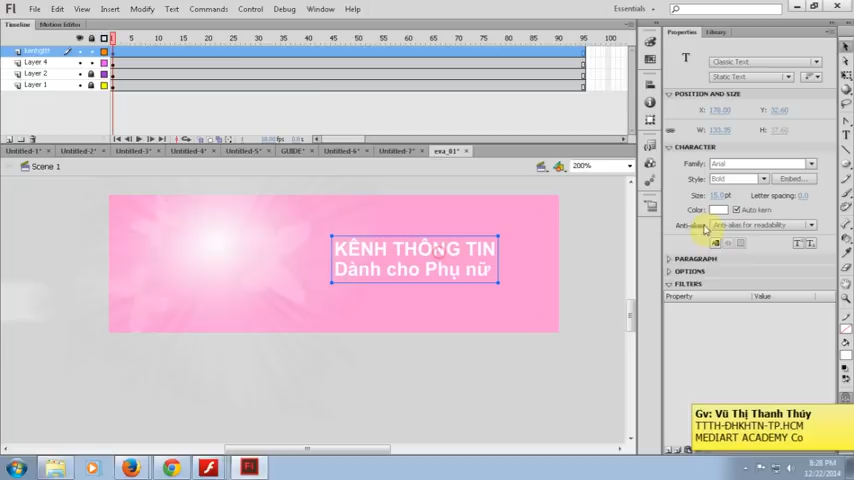 Fl File Edit View Insert Modify Text Commands Control Debug Window Help Essentials
Timeline Motion Editor
5 10 15 20 25 30 35 40 45 50 55 60 65 70 75 80 85 90 95 100
Layer 4
Layer 2
Layer 1
Untitled-1* × Untitled-2* × Untitled-3* × Untitled-4* × Untitled-5* × GUIDE* × Untitled-6* × Untitled-7* × eva_01* ×
Scene 1 200%
KÊNH THÔNG TIN
Dành cho Phụ nữ
Properties Library
T Classic Text
Static Text
POSITION AND SIZE
X: 178.00 Y: 32.60
W: 133.35 H: 37.60
CHARACTER
Family: Arial
Style: Bold Embed...
Size: 15.0 pt Letter spacing: 0.0
Color: Auto kern
Anti-alias: Anti-alias for readability
PARAGRAPH
OPTIONS
FILTERS
Property Value
Gv: Vũ Thị Thanh Thúy
TTTH-ĐHKHTN-TP.HCM
MEDIART ACADEMY Co
8:28 PM
12/22/2014